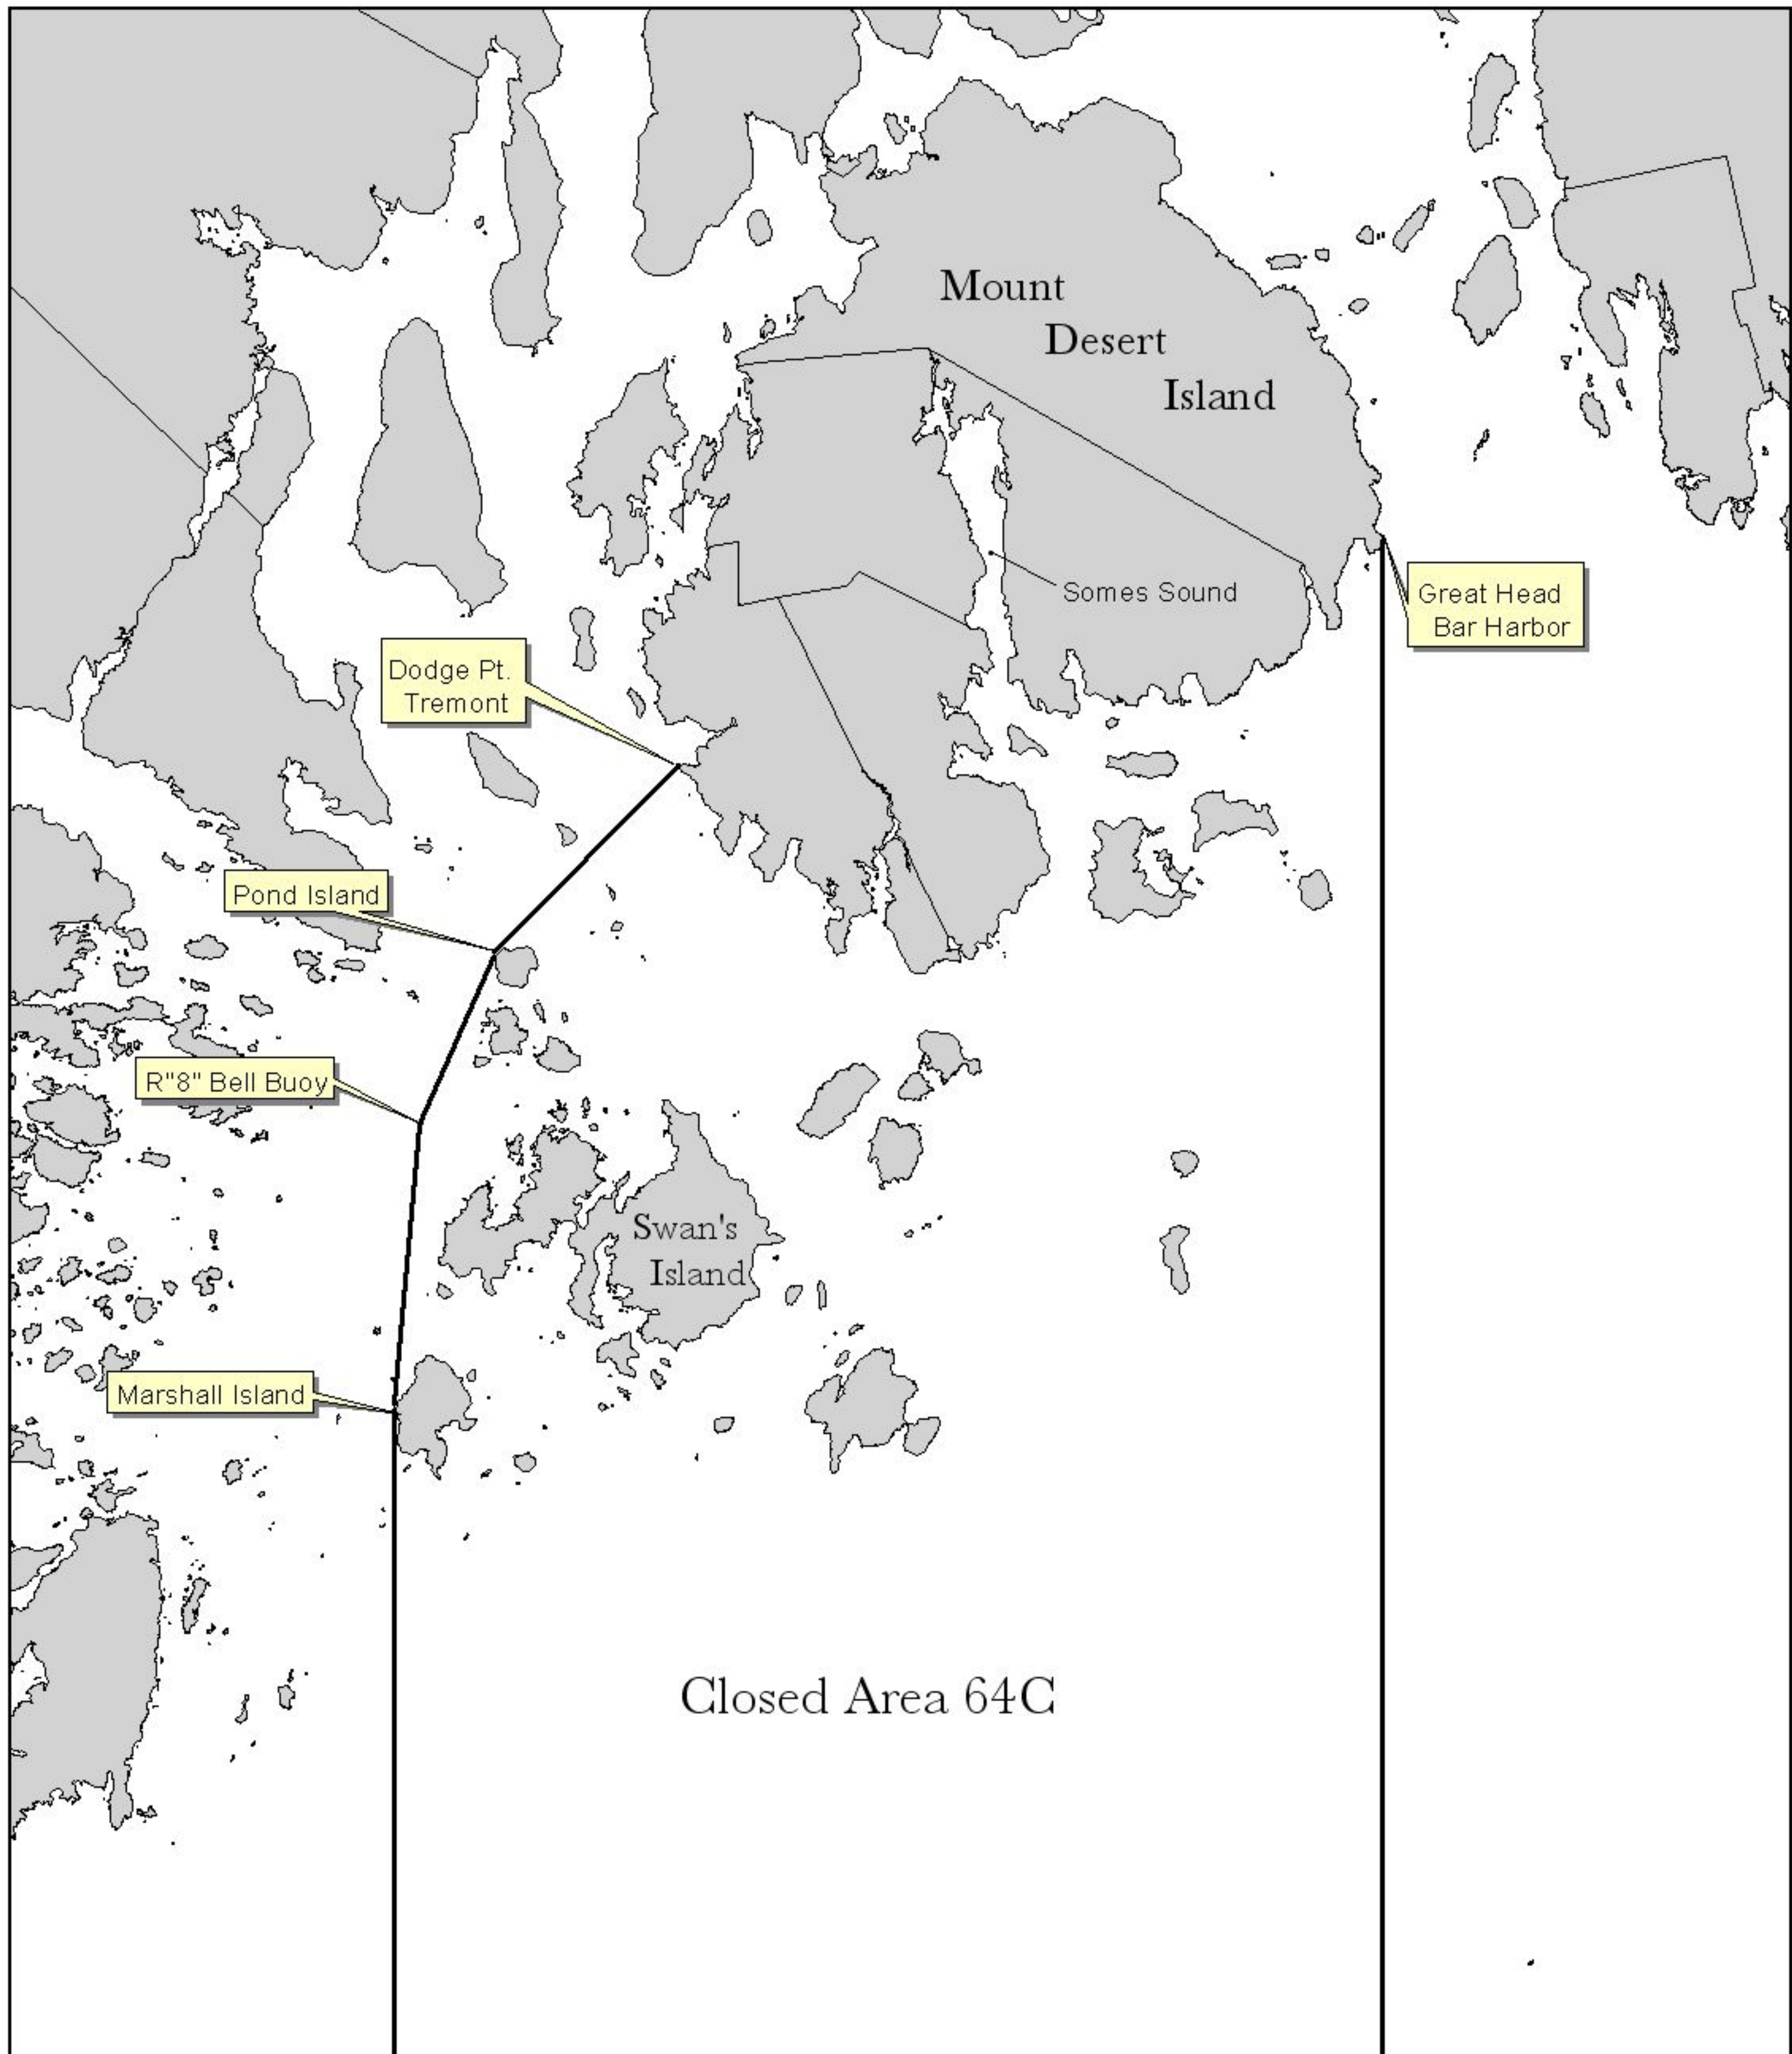 Mount
Desert
Island
Somes Sound
Great Head
Bar Harbor
Dodge Pt.
Tremont
Pond Island
R"8" Bell Buoy
Swan's
Island
Marshall Island
Closed Area 64C